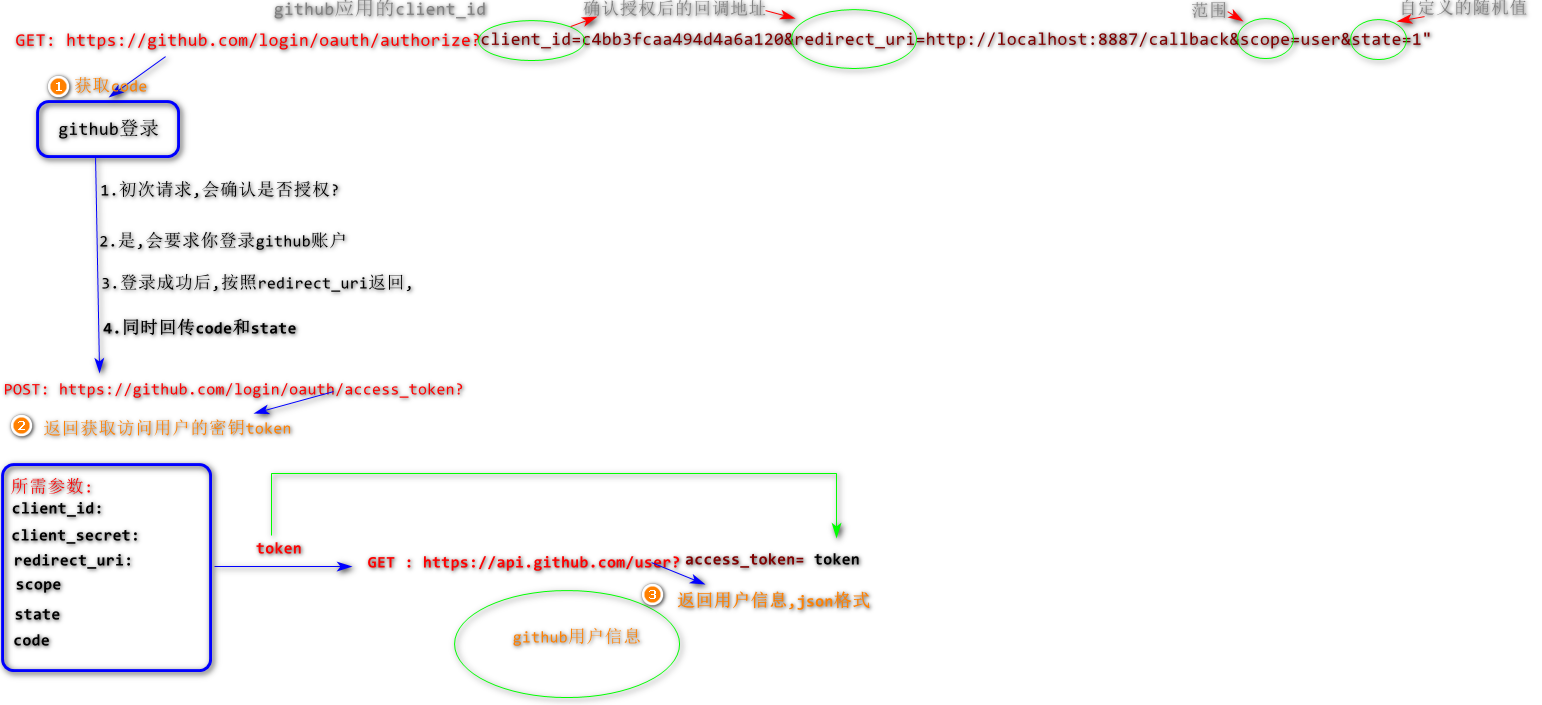 github应用的client_id
确认授权后的回调地址
范围
自定义的随机值
GET: https://github.com/login/oauth/authorize?client_id=c4bb3fcaa494d4a6a120&redirect_uri=http://localhost:8887/callback&scope=user&state=1"
1 获取code
github登录
1.初次请求,会确认是否授权?
2.是,会要求你登录github账户
3.登录成功后,按照redirect_uri返回,
4.同时回传code和state
POST: https://github.com/login/oauth/access_token?
2 返回获取访问用户的密钥token
所需参数:
client_id:
client_secret:
redirect_uri:
scope
state
code
token
GET : https://api.github.com/user? access_token= token
3 返回用户信息,json格式
github用户信息